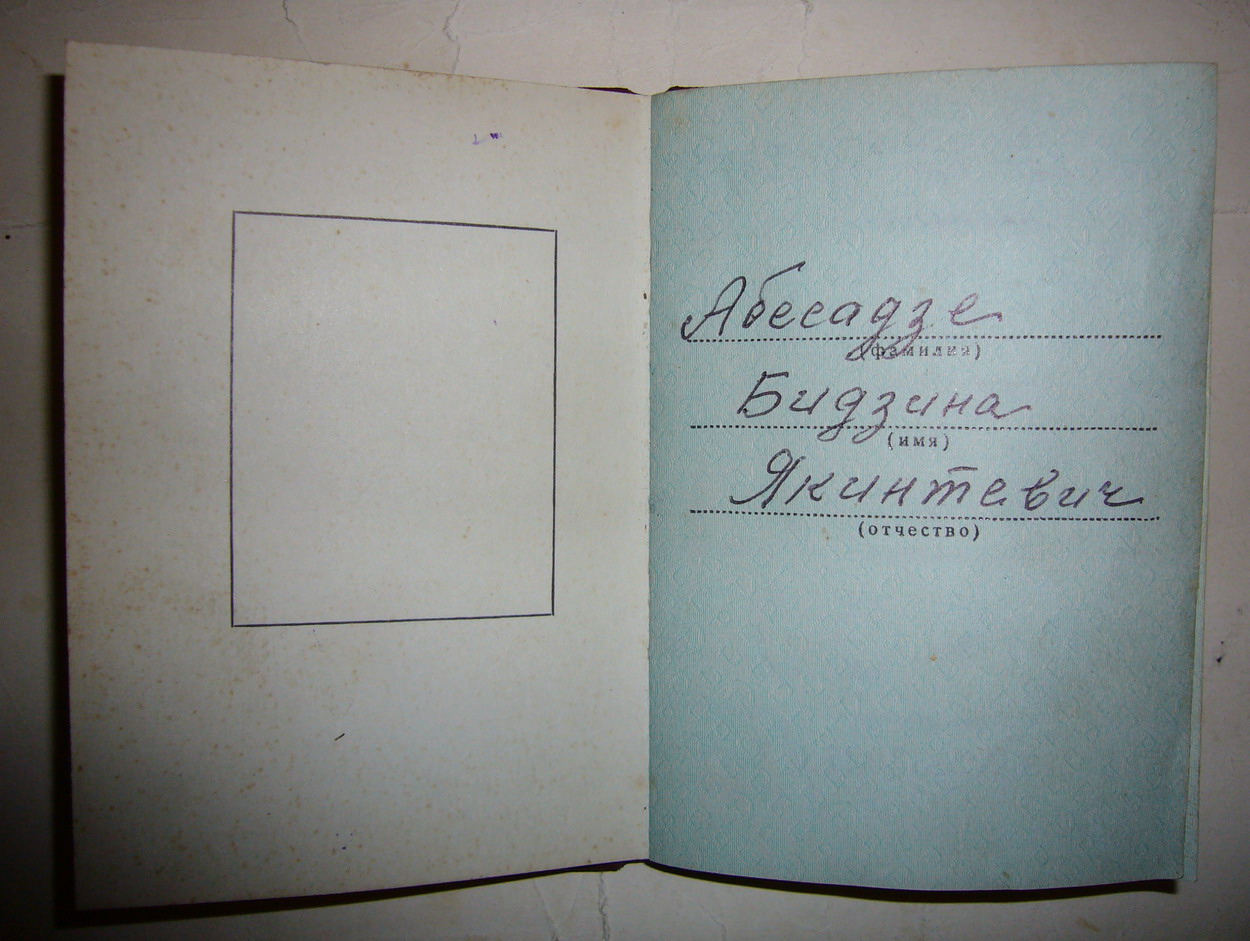 Абесадзе
(фамилия)
Бидзина
(имя)
Якинтевич
(отчество)